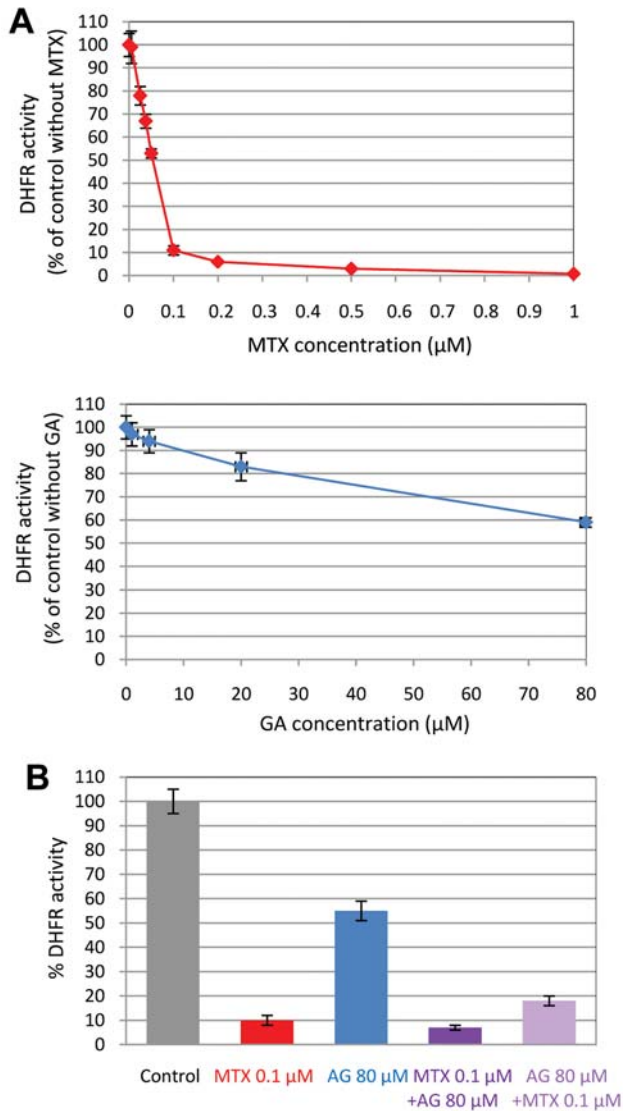 A
DHFR activity
(% of control without MTX)
110
100
90
80
70
60
50
40
30
20
10
0
0 0.1 0.2 0.3 0.4 0.5 0.6 0.7 0.8 0.9 1
MTX concentration (µM)
DHFR activity
(% of control without GA)
110
100
90
80
70
60
50
40
30
20
10
0
0 10 20 30 40 50 60 70 80
GA concentration (µM)
B
% DHFR activity
110
100
90
80
70
60
50
40
30
20
10
0
Control MTX 0.1 µM AG 80 µM MTX 0.1 µM AG 80 µM
+AG 80 µM +MTX 0.1 µM